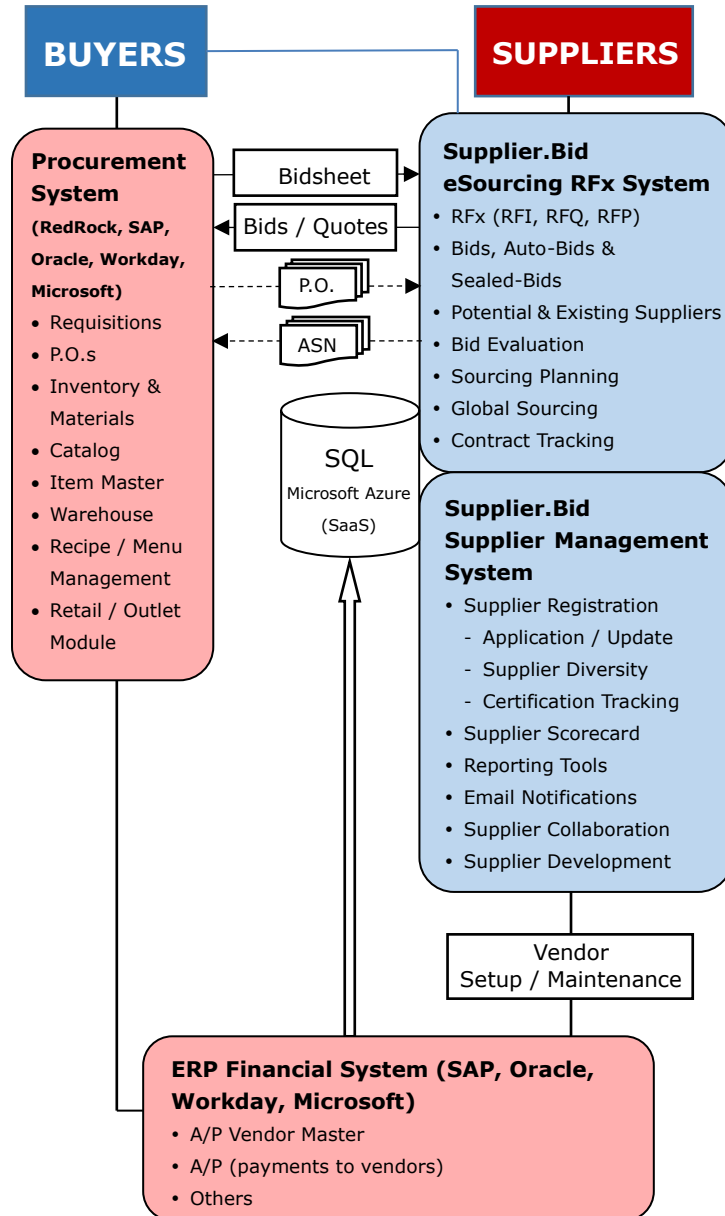 BUYERS
SUPPLIERS
Procurement
System
(RedRock, SAP,
Oracle, Workday,
Microsoft)
• Requisitions
• P.O.s
• Inventory &
Materials
• Catalog
• Item Master
• Warehouse
• Recipe / Menu
Management
• Retail / Outlet
Module
Bidsheet
Bids / Quotes
P.O.
ASN
SQL
Microsoft Azure
(SaaS)
Supplier.Bid
eSourcing RFx System
• RFx (RFI, RFQ, RFP)
• Bids, Auto-Bids &
Sealed-Bids
• Potential & Existing Suppliers
• Bid Evaluation
• Sourcing Planning
• Global Sourcing
• Contract Tracking
Supplier.Bid
Supplier Management
System
• Supplier Registration
- Application / Update
- Supplier Diversity
- Certification Tracking
• Supplier Scorecard
• Reporting Tools
• Email Notifications
• Supplier Collaboration
• Supplier Development
Vendor
Setup / Maintenance
ERP Financial System (SAP, Oracle,
Workday, Microsoft)
• A/P Vendor Master
• A/P (payments to vendors)
• Others